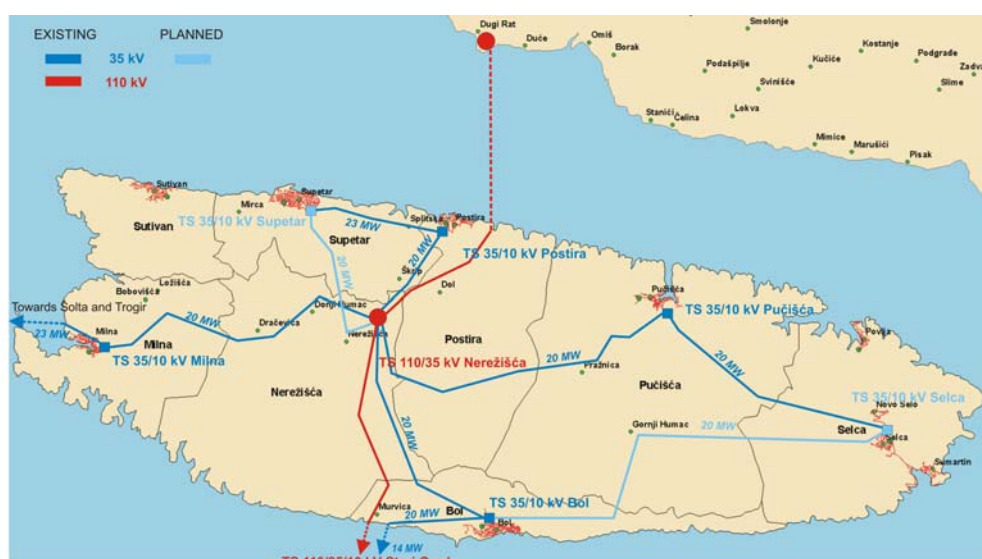 EXISTING PLANNED
35 kV
110 kV
Dugi Rat
Duće
Omiš
Borak
Smolonje
Kostanje
Podgrađe
Zadva
Podašpilje
Kučiće
Svinišće
Slime
Stanići
Čelina
Lokva
Mimice
Marušići
Pisak
Sutivan
Mirca
Supetar
TS 35/10 kV Supetar
Sutivan
Supetar
23 MW
Splitska
Postira
20 MW
TS 35/10 kV Postira
20 MW
Škrip
Dol
Ložišća
Bobovišća
Towards Solta and Trogir
Milna
23 MW
Milna
20 MW
TS 35/10 kV Milna
Dračevica
Donji Humac
Nerežišća
TS 110/35 kV Nerežišća
Postira
Nerežišća
Pučišća
TS 35/10 kV Pučišća
20 MW
Pražnica
Pučišća
20 MW
Povlja
TS 35/10 kV Selca
Novo Selo
20 MW
Selca
Selca
Gornji Humac
Sumartin
20 MW
TS 35/10 kV Bol
Murvica
Bol
20 MW
Bol
14 MW